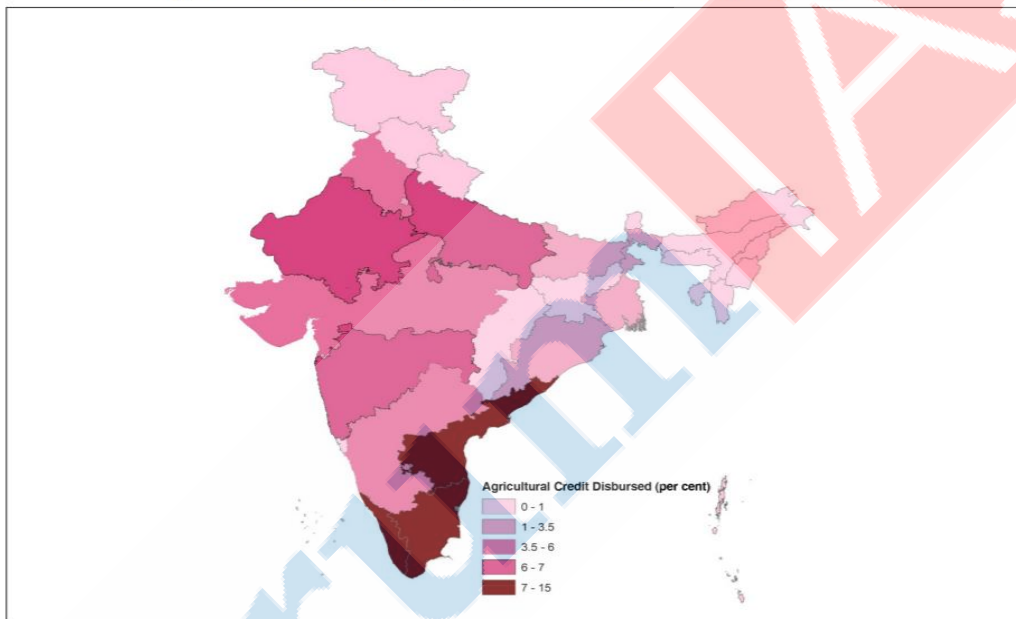 Agricultural Credit Disbursed (per cent)
0 - 1
1 - 3.5
3.5 - 6
6 - 7
7 - 15